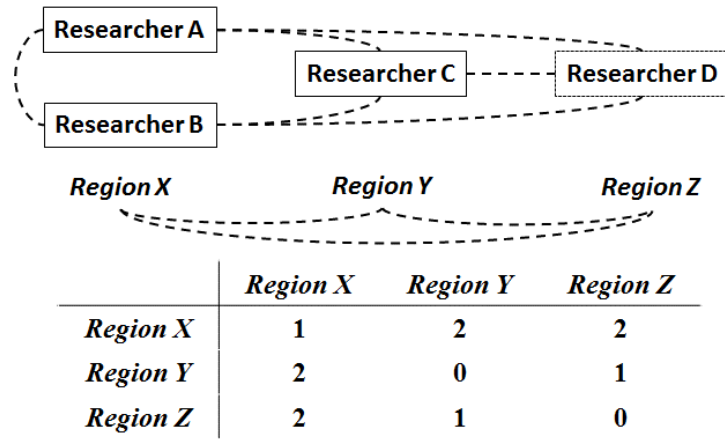 Researcher A
Researcher C
Researcher D
Researcher B
Region X Region Y Region Z
Region X Region Y Region Z
Region X 1 2 2
Region Y 2 0 1
Region Z 2 1 0